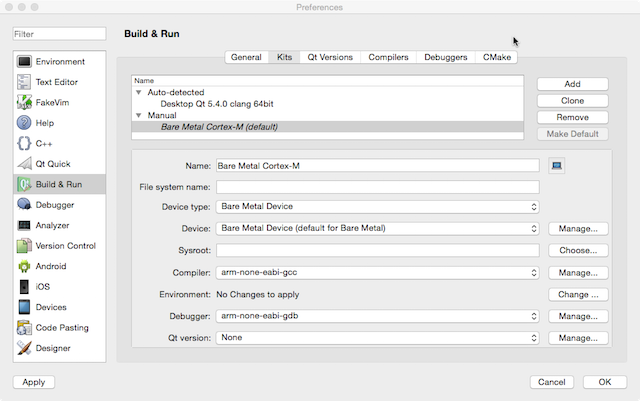 Preferences
Filter
Build & Run
Environment
Text Editor
FakeVim
Help
C++
Qt Quick
Build & Run
Debugger
Analyzer
Version Control
Android
iOS
Devices
Code Pasting
Designer
General Kits Qt Versions Compilers Debuggers CMake
Name
Auto-detected
Desktop Qt 5.4.0 clang 64bit
Manual
Bare Metal Cortex-M (default)
Add
Clone
Remove
Make Default
Name: Bare Metal Cortex-M
File system name:
Device type: Bare Metal Device
Device: Bare Metal Device (default for Bare Metal) Manage...
Sysroot: Choose...
Compiler: arm-none-eabi-gcc Manage...
Environment: No Changes to apply Change ...
Debugger: arm-none-eabi-gdb Manage...
Qt version: None Manage...
Apply Cancel OK